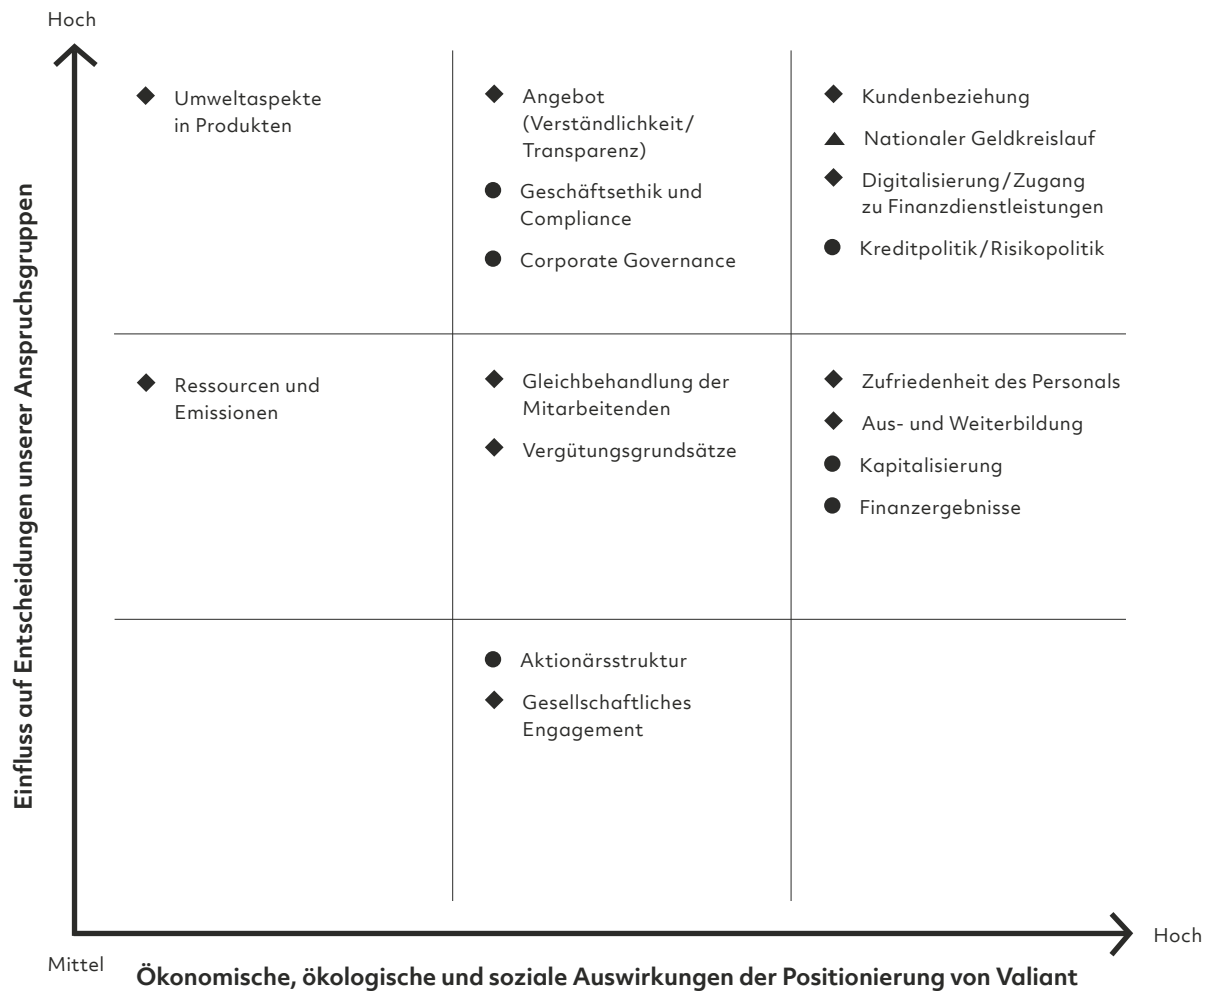 Hoch
Einfluss auf Entscheidungen unserer Anspruchsgruppen
Umweltaspekte
in Produkten
Angebot
(Verständlichkeit/
Transparenz)
Geschäftsethik und
Compliance
Corporate Governance
Kundenbeziehung
Nationaler Geldkreislauf
Digitalisierung/Zugang
zu Finanzdienstleistungen
Kreditpolitik/Risikopolitik
Ressourcen und
Emissionen
Gleichbehandlung der
Mitarbeitenden
Vergütungsgrundsätze
Zufriedenheit des Personals
Aus- und Weiterbildung
Kapitalisierung
Finanzergebnisse
Aktionärsstruktur
Gesellschaftliches
Engagement
Hoch
Mittel
Ökonomische, ökologische und soziale Auswirkungen der Positionierung von Valiant